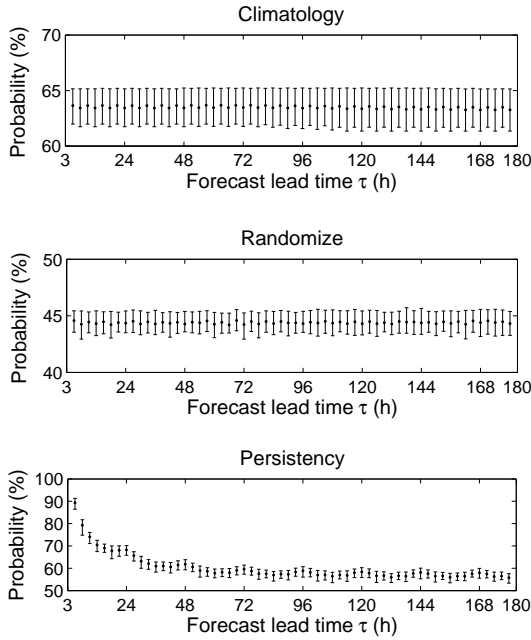 Climatology
70
65
60
Probability (%)
3 24 48 72 96 120 144 168 180
Forecast lead time τ (h)
Randomize
50
45
40
Probability (%)
3 24 48 72 96 120 144 168 180
Forecast lead time τ (h)
Persistency
100
90
80
70
60
50
Probability (%)
3 24 48 72 96 120 144 168 180
Forecast lead time τ (h)